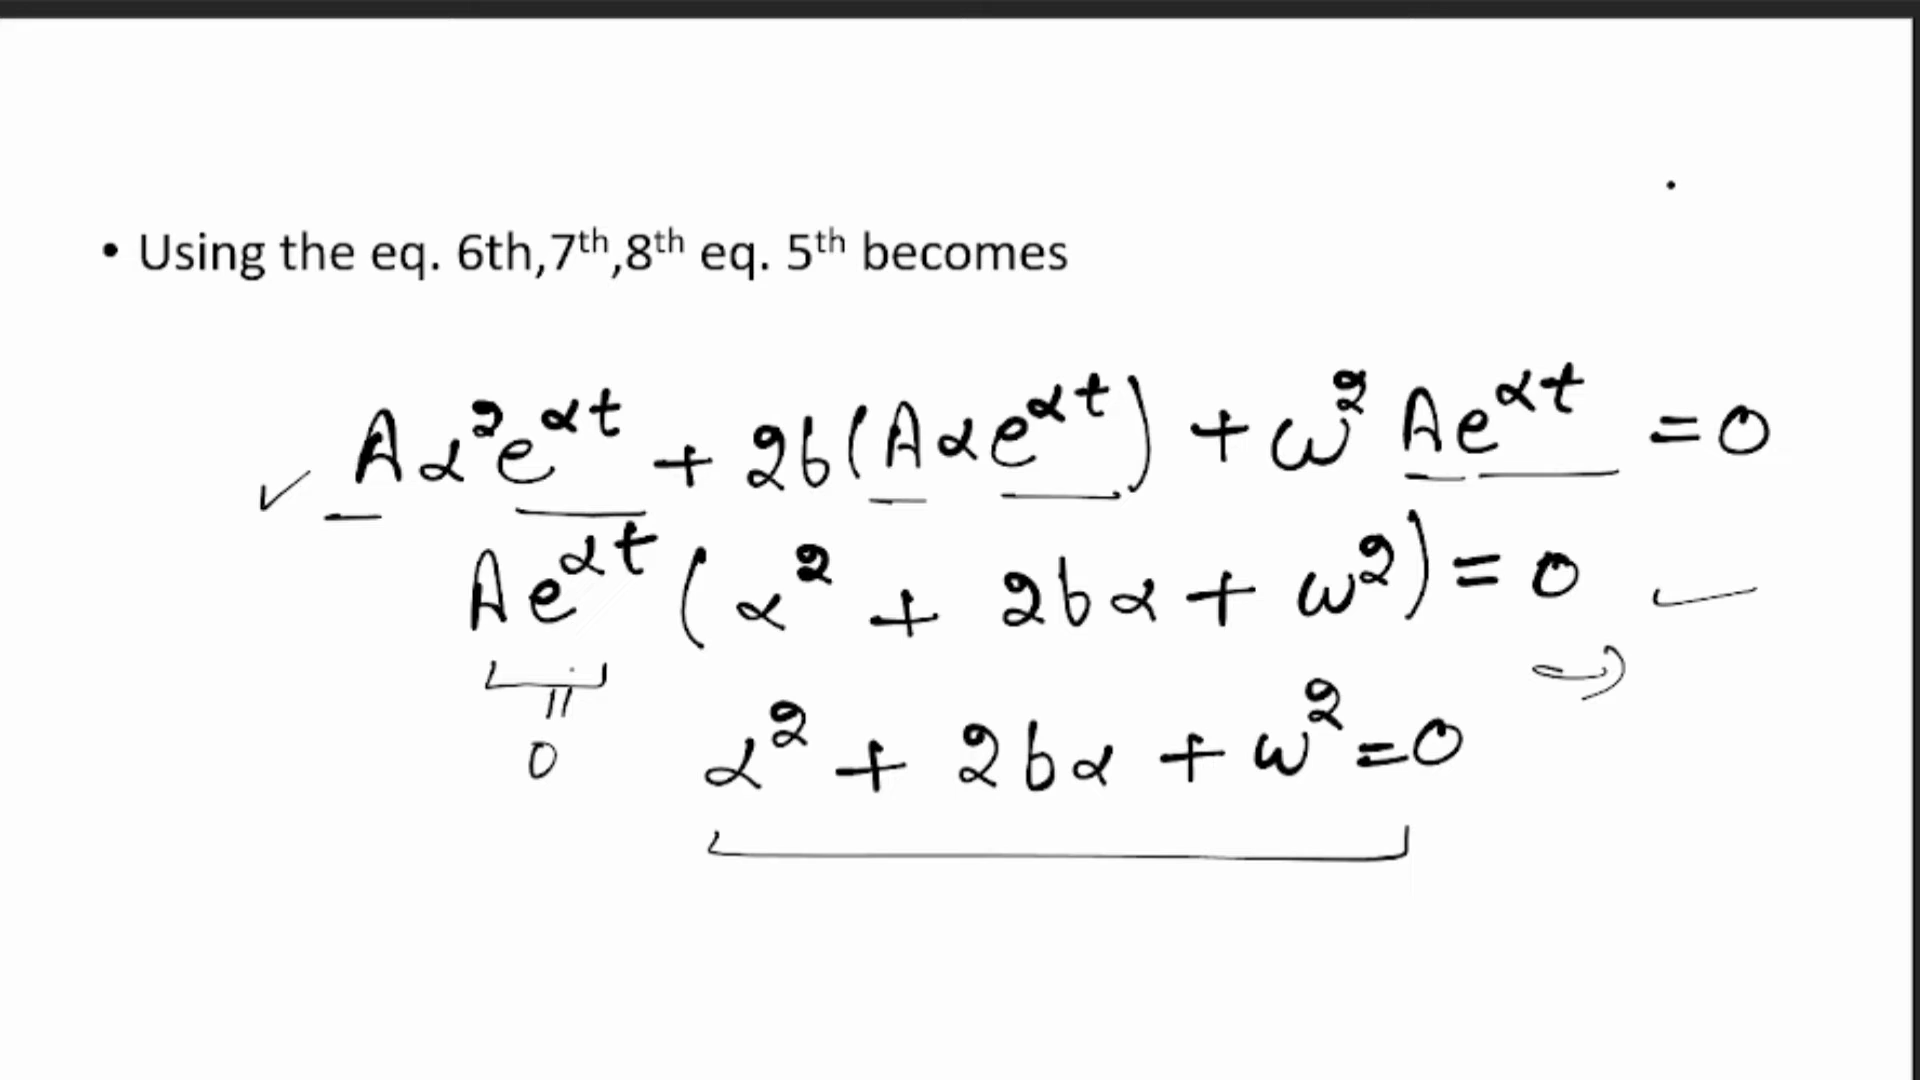 • Using the eq. 6th,7th,8th eq. 5th becomes
Aα²e^αt + 2b(Aαe^αt) + ω² Ae^αt = 0
Ae^αt (α² + 2bα + ω²) = 0
॥
0
α² + 2bα + ω² = 0